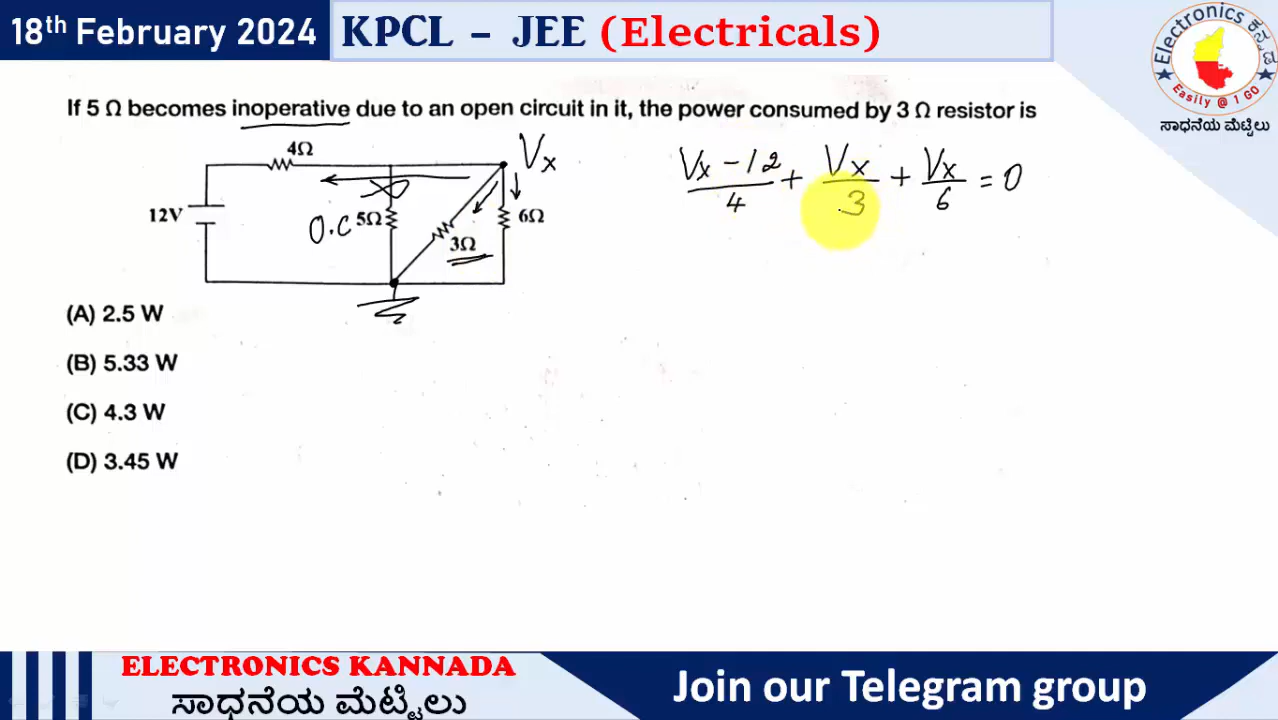 18th February 2024
KPCL – JEE (Electricals)
Electronics ಕನ್ನಡ
Easily @ 1 GO
ಸಾಧನೆಯ ಮೆಟ್ಟಿಲು
If 5 Ω becomes inoperative due to an open circuit in it, the power consumed by 3 Ω resistor is
4Ω
Vx
12V
O.C
5Ω
3Ω
6Ω
(Vx – 12)/4 + Vx/3 + Vx/6 = 0
(A) 2.5 W
(B) 5.33 W
(C) 4.3 W
(D) 3.45 W
ELECTRONICS KANNADA
ಸಾಧನೆಯ ಮೆಟ್ಟಿಲು
Join our Telegram group